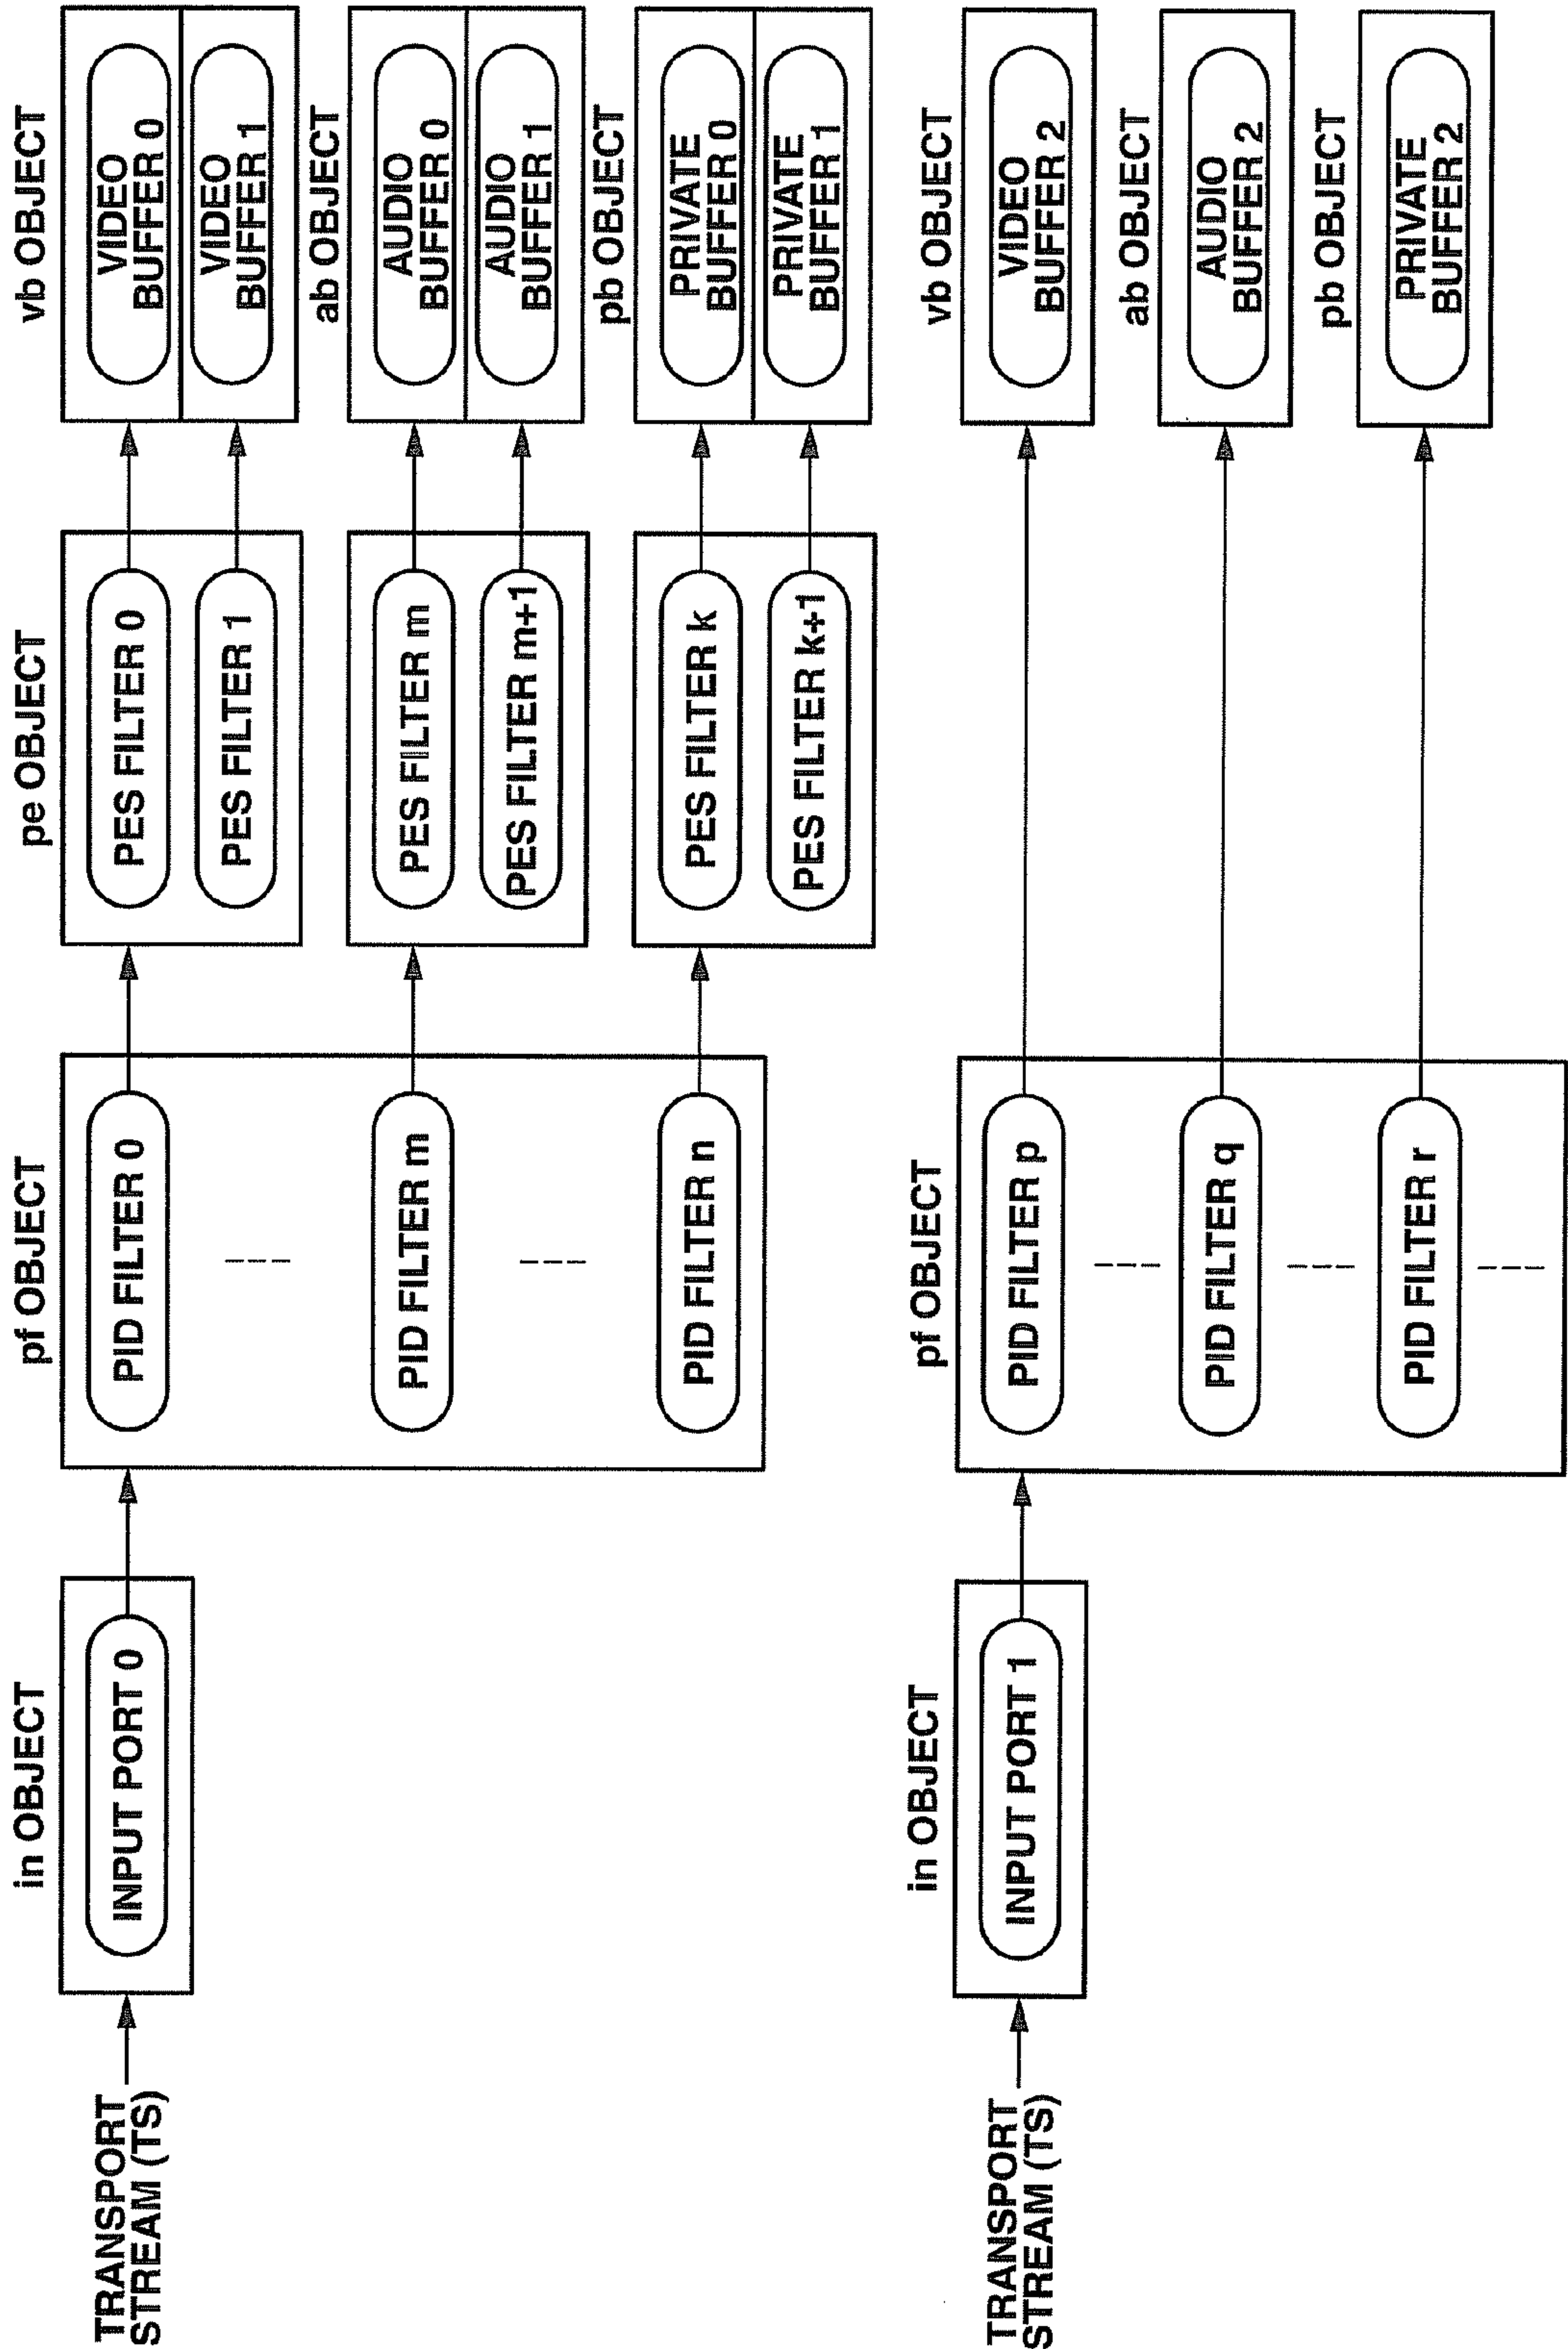 in OBJECT
pf OBJECT
pe OBJECT
vb OBJECT
TRANSPORT
STREAM (TS)
INPUT PORT 0
PID FILTER 0
PES FILTER 0
VIDEO
BUFFER 0
PES FILTER 1
VIDEO
BUFFER 1
ab OBJECT
PID FILTER m
PES FILTER m
AUDIO
BUFFER 0
PES FILTER m+1
AUDIO
BUFFER 1
pb OBJECT
PID FILTER n
PES FILTER k
PRIVATE
BUFFER 0
PES FILTER k+1
PRIVATE
BUFFER 1
in OBJECT
pf OBJECT
vb OBJECT
TRANSPORT
STREAM (TS)
INPUT PORT 1
PID FILTER p
VIDEO
BUFFER 2
ab OBJECT
PID FILTER q
AUDIO
BUFFER 2
pb OBJECT
PID FILTER r
PRIVATE
BUFFER 2